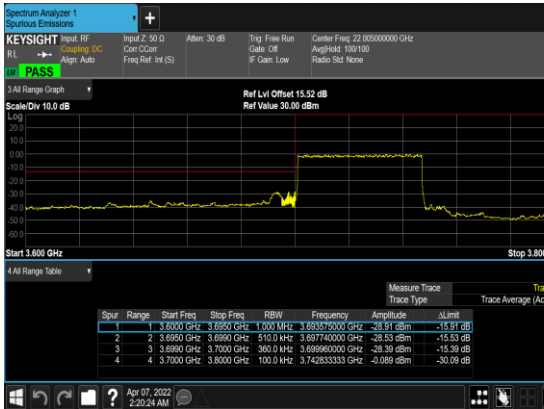 Spectrum Analyzer 1
Spurious Emissions
+
KEYSIGHT Input: RF Input Z: 50 Ω Atten: 30 dB Trig: Free Run Center Freq: 22.005000000 GHz
RL Coupling: DC Corr CCorr Gate: Off Avg|Hold: 100/100
Align: Auto Freq Ref: Int (S) IF Gain: Low Radio Std: None
PASS
3 All Range Graph
Ref Lvl Offset 15.52 dB
Scale/Div 10.0 dB Ref Value 30.00 dBm
Log
20.0
10.0
0.00
-10.0
-20.0
-30.0
-40.0
-50.0
-60.0
Start 3.600 GHz Stop 3.80
4 All Range Table
Measure Trace Tra
Trace Type Trace Average (Ac
Spur Range Start Freq Stop Freq RBW Frequency Amplitude ΔLimit
1 1 3.6000 GHz 3.6950 GHz 1.000 MHz 3.693575000 GHz -28.91 dBm -15.91 dB
2 2 3.6950 GHz 3.6990 GHz 510.0 kHz 3.697740000 GHz -28.53 dBm -15.53 dB
3 3 3.6990 GHz 3.7000 GHz 360.0 kHz 3.699960000 GHz -28.39 dBm -15.39 dB
4 4 3.7000 GHz 3.8000 GHz 100.0 kHz 3.742833333 GHz -0.089 dBm -30.09 dB
?
Apr 07, 2022
2:20:24 AM